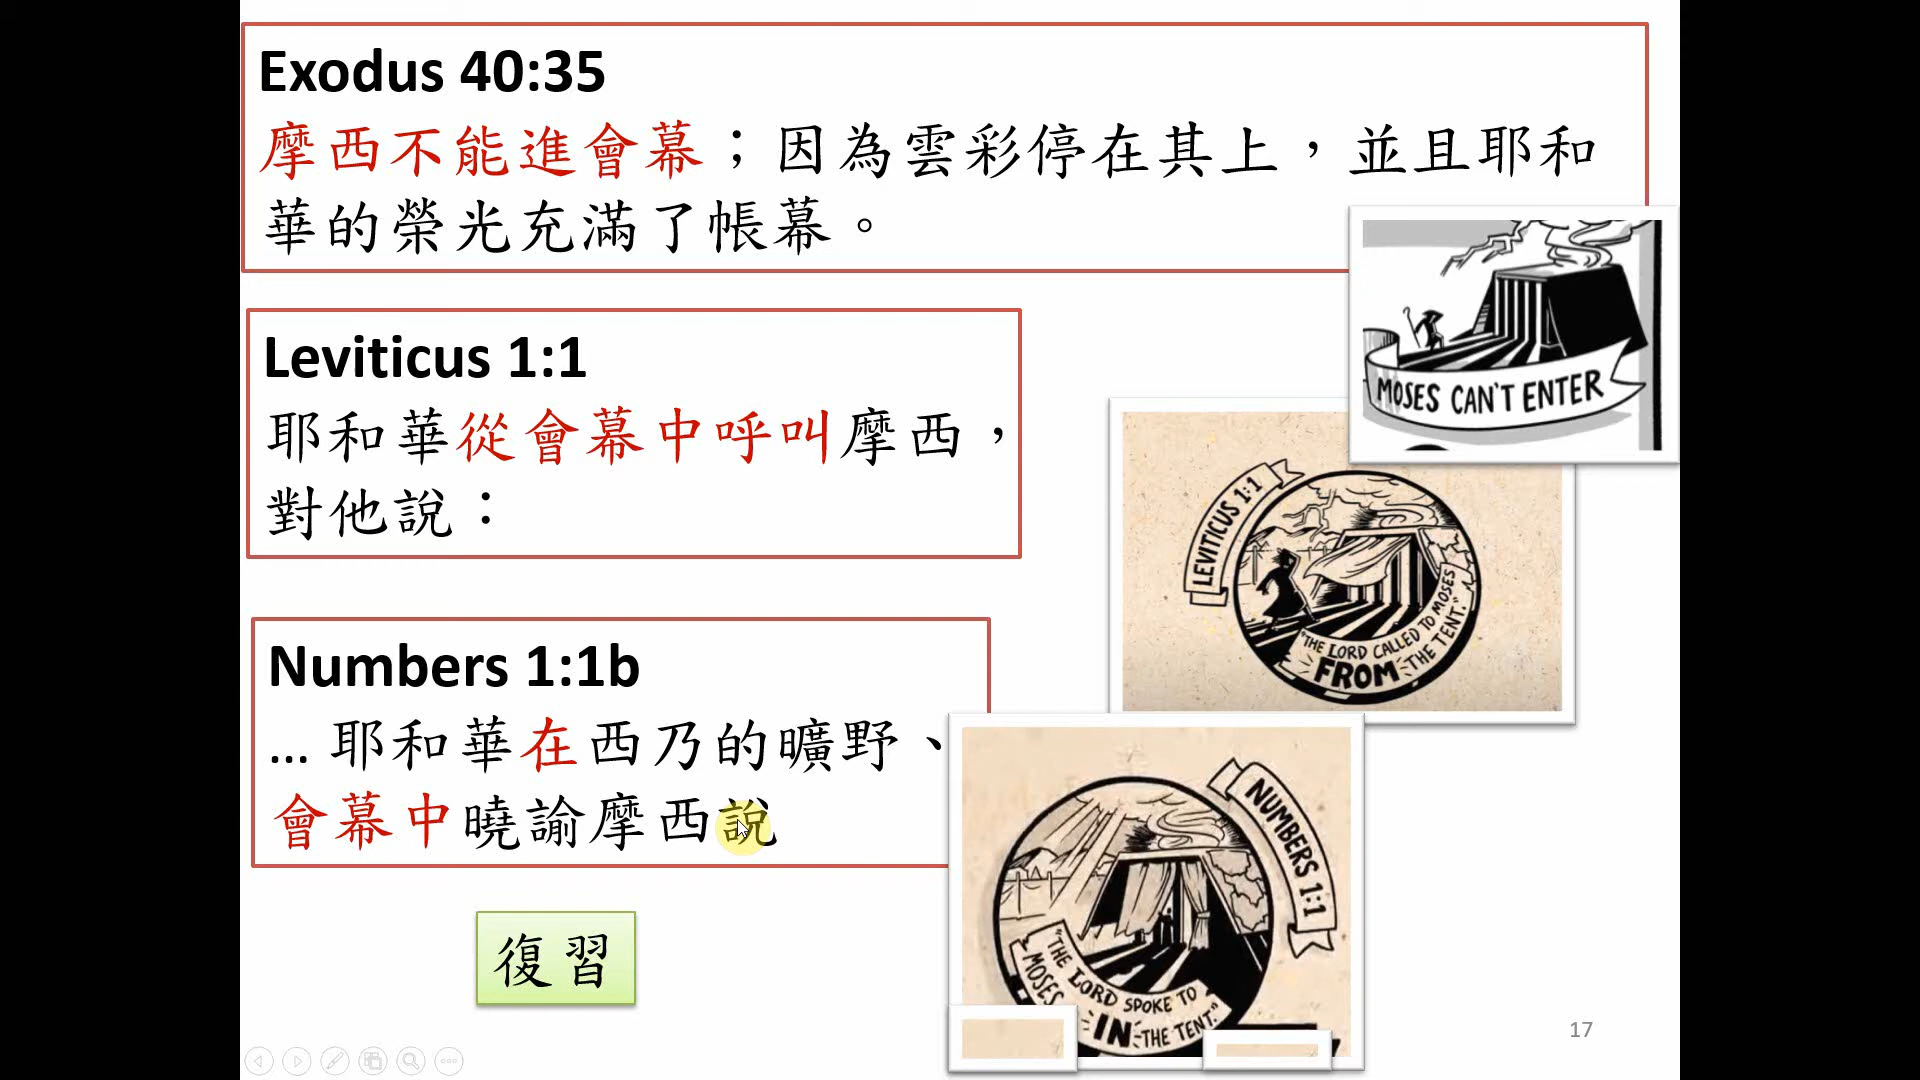 Exodus 40:35
摩西不能進會幕；因為雲彩停在其上，並且耶和
華的榮光充滿了帳幕。
MOSES CAN'T ENTER
Leviticus 1:1
耶和華從會幕中呼叫摩西，
對他說：
LEVITICUS 1:1
"THE LORD CALLED TO MOSES
FROM THE TENT."
Numbers 1:1b
... 耶和華在西乃的曠野、
會幕中曉諭摩西說
NUMBERS 1:1
"THE LORD SPOKE TO
MOSES IN THE TENT."
復習
17